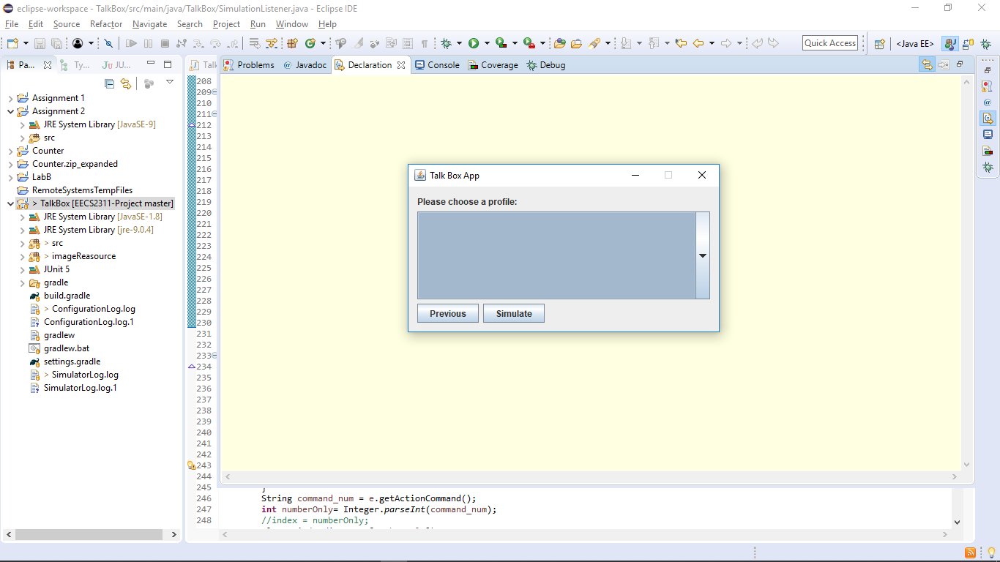 eclipse-workspace - TalkBox/src/main/java/TalkBox/SimulationListener.java - Eclipse IDE
File Edit Source Refactor Navigate Search Project Run Window Help
Quick Access
<Java EE>
Pa...
Ty...
JU...
Talk
Problems
@ Javadoc
Declaration
Console
Coverage
Debug
Assignment 1
Assignment 2
JRE System Library [JavaSE-9]
src
Counter
Counter.zip_expanded
LabB
RemoteSystemsTempFiles
> TalkBox [EECS2311-Project master]
JRE System Library [JavaSE-1.8]
JRE System Library [jre-9.0.4]
> src
> imageReasource
JUnit 5
gradle
build.gradle
> ConfigurationLog.log
ConfigurationLog.log.1
gradlew
gradlew.bat
settings.gradle
> SimulatorLog.log
SimulatorLog.log.1
208
209
210
211
212
213
214
215
216
217
218
219
220
221
222
223
224
225
226
227
228
229
230
231
232
233
234
235
236
237
238
239
240
241
242
243
244
245 }
246 String command_num = e.getActionCommand();
247 int numberOnly= Integer.parseInt(command_num);
248 //index = numberOnly;
Talk Box App
Please choose a profile:
Previous
Simulate